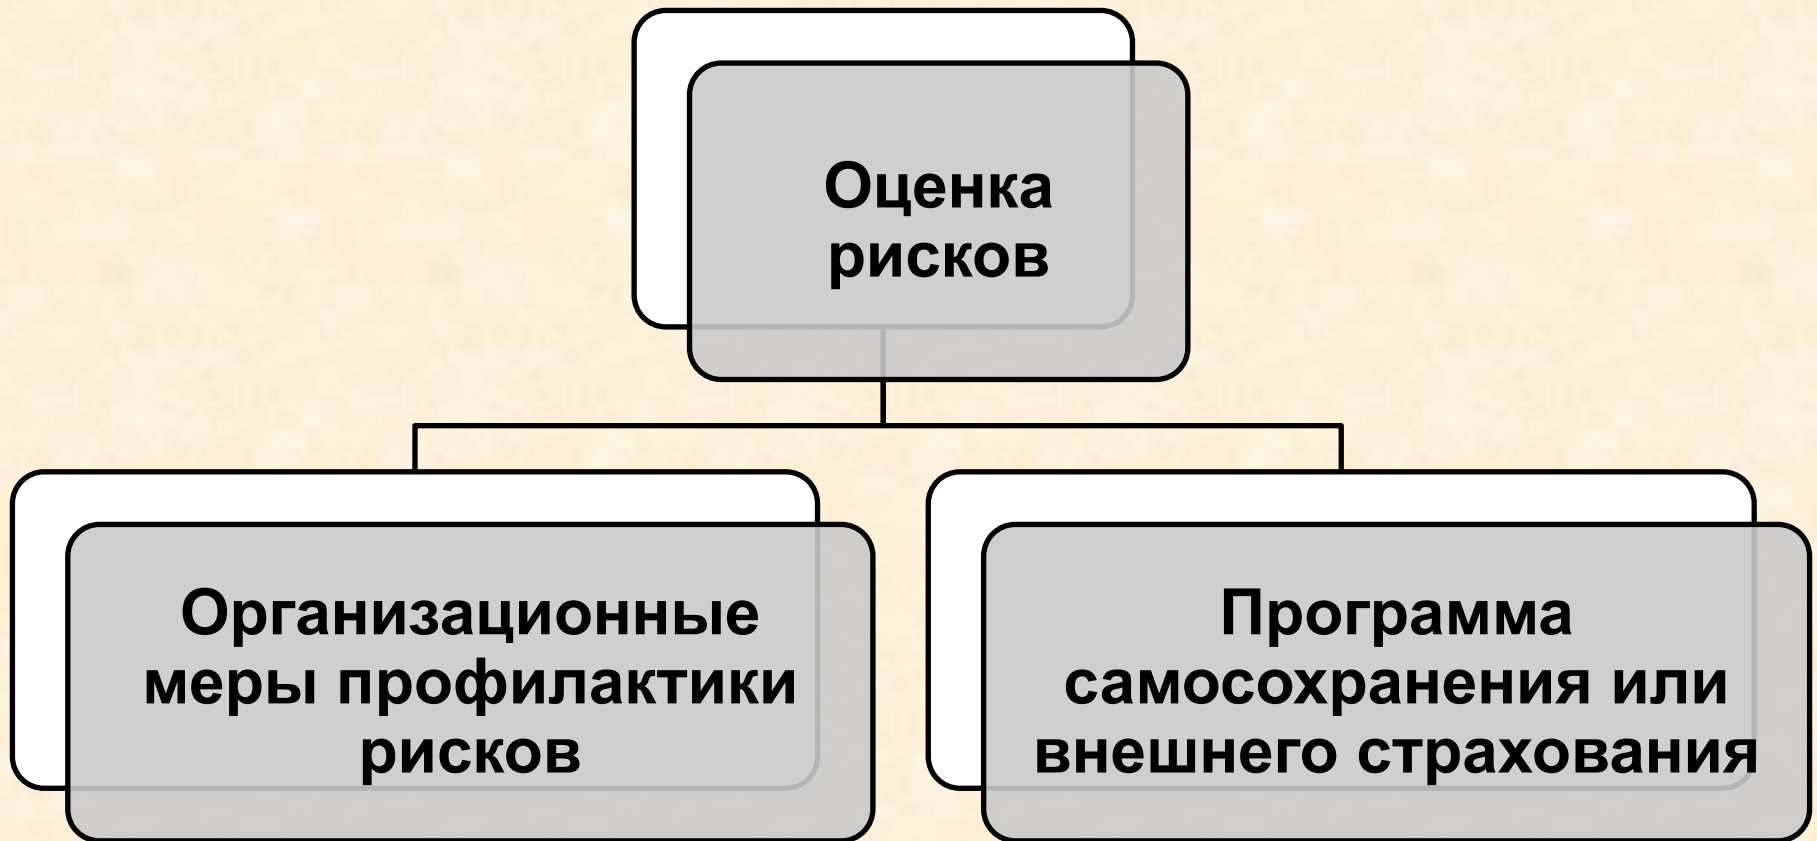 Оценка
рисков
Организационные
меры профилактики
рисков
Программа
самосохранения или
внешнего страхования